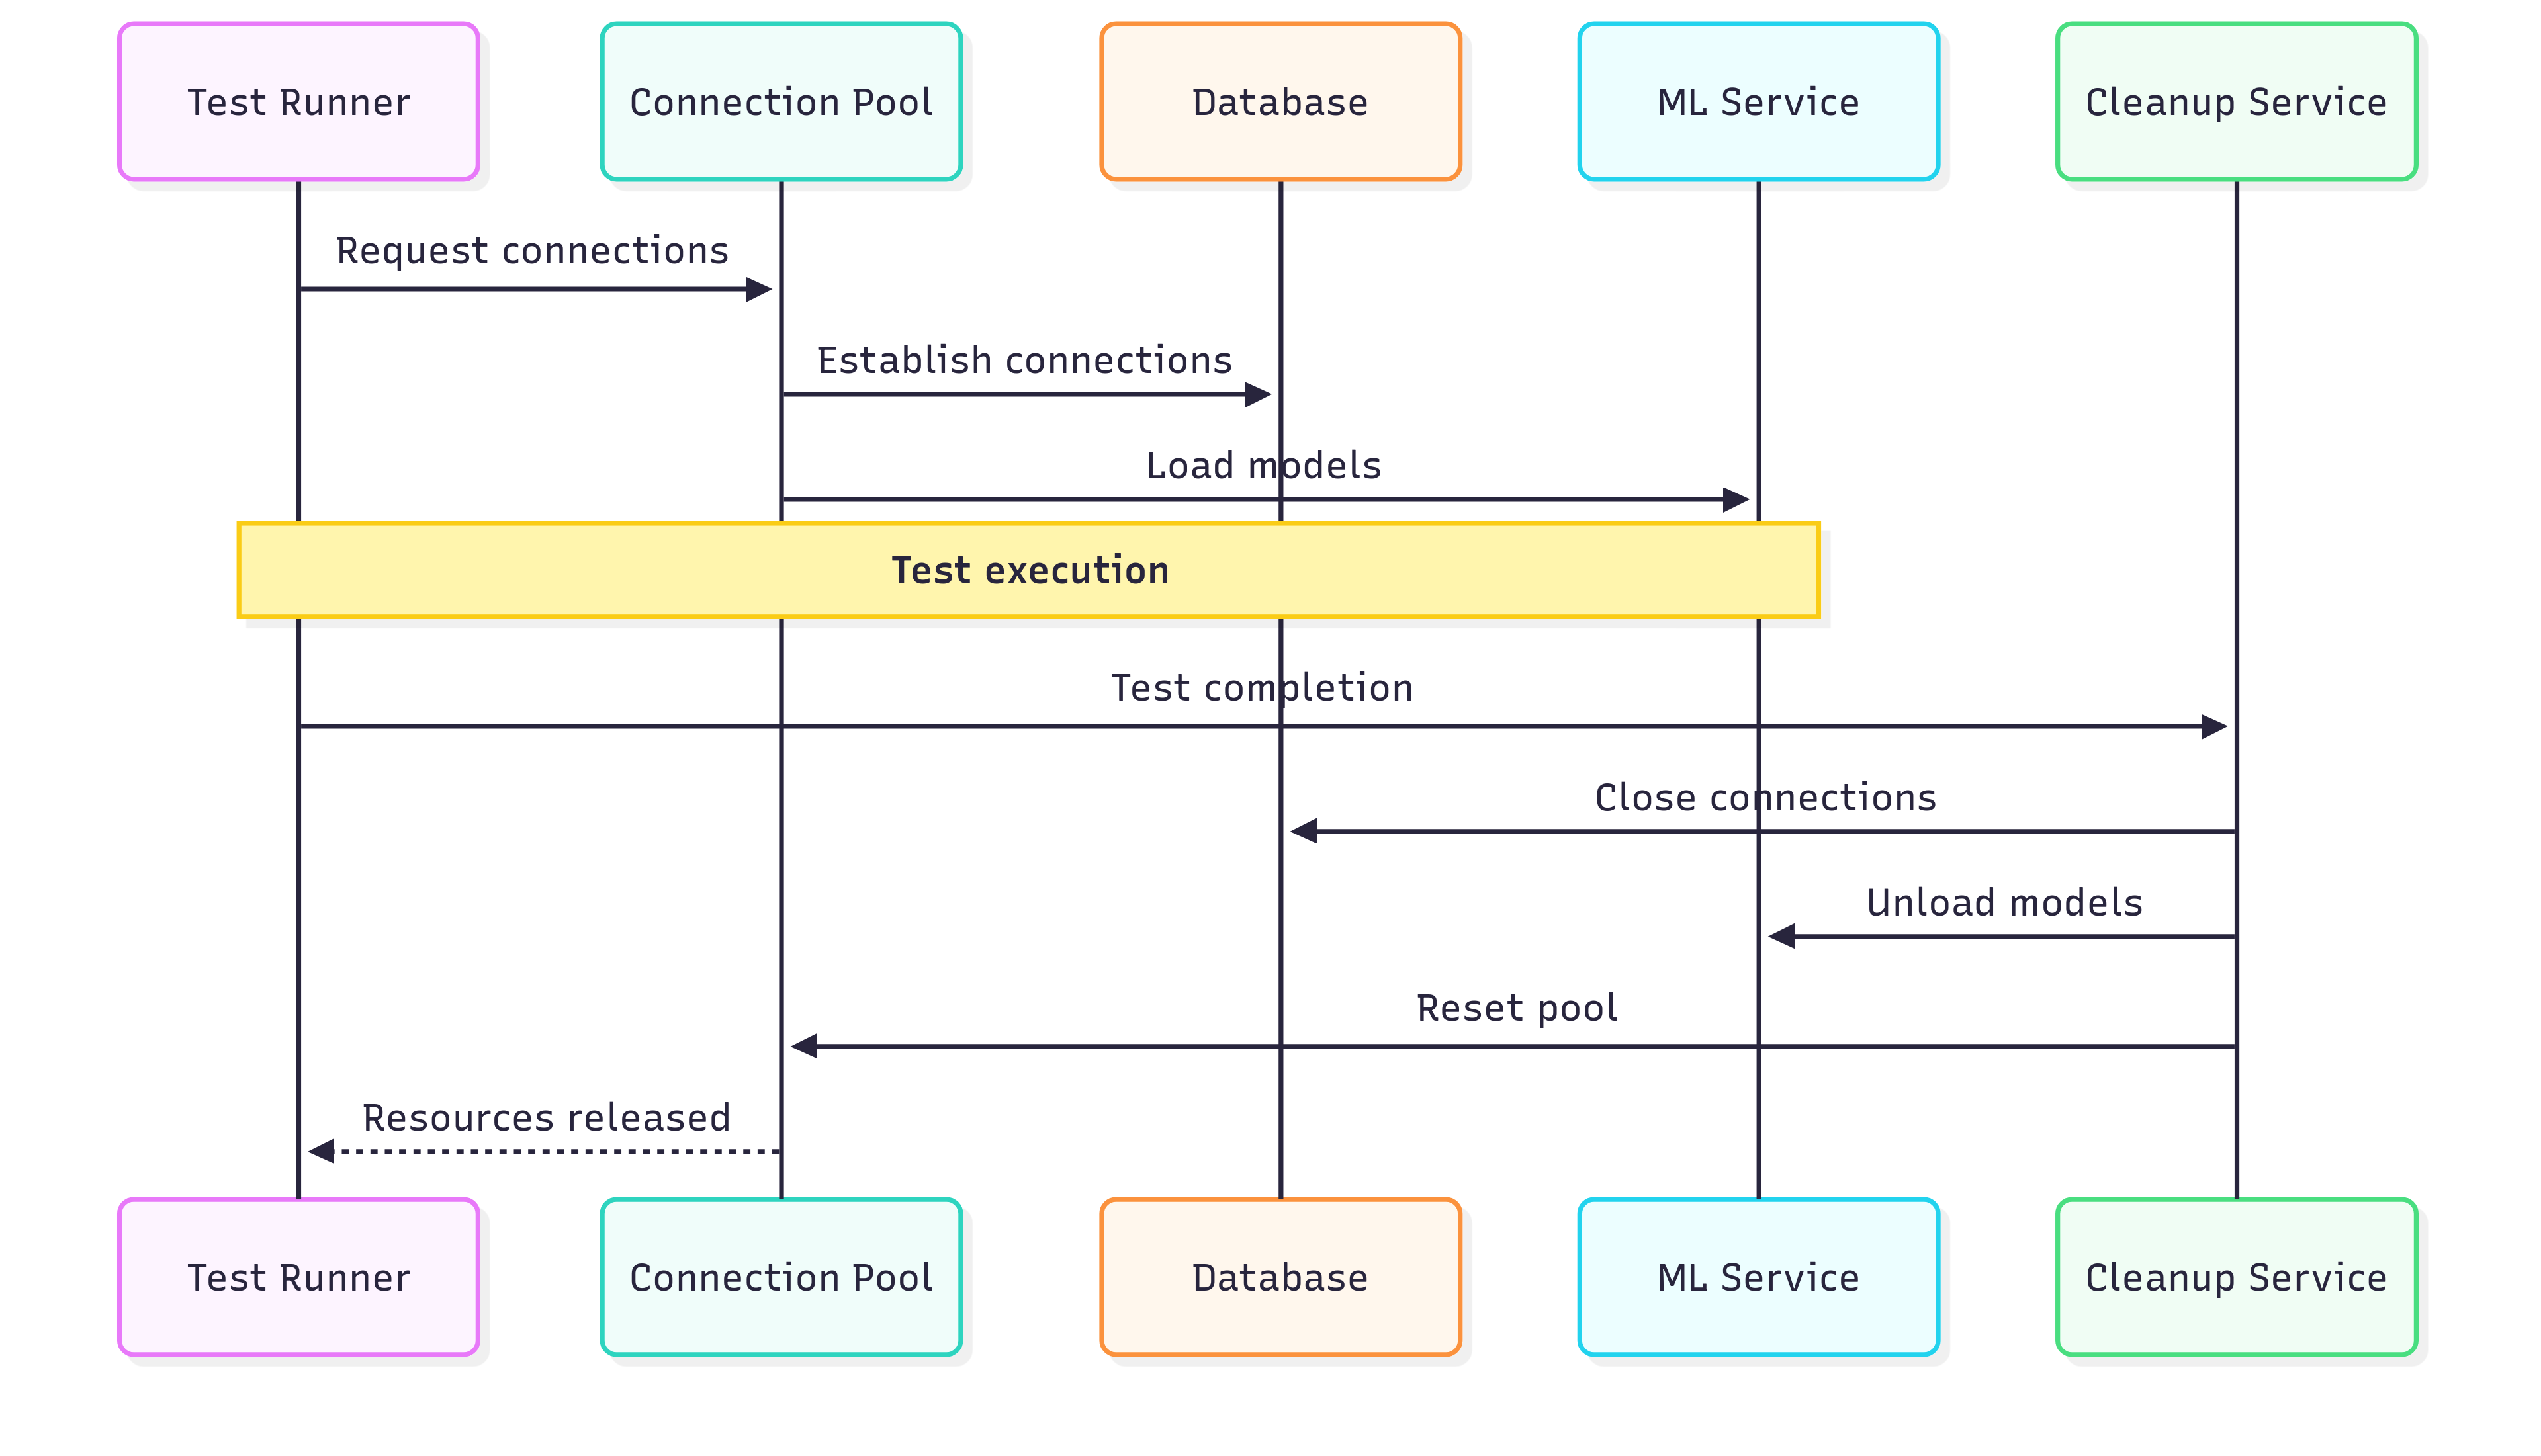 Test Runner
Connection Pool
Database
ML Service
Cleanup Service
Request connections
Establish connections
Load models
Test execution
Test completion
Close connections
Unload models
Reset pool
Resources released
Test Runner
Connection Pool
Database
ML Service
Cleanup Service